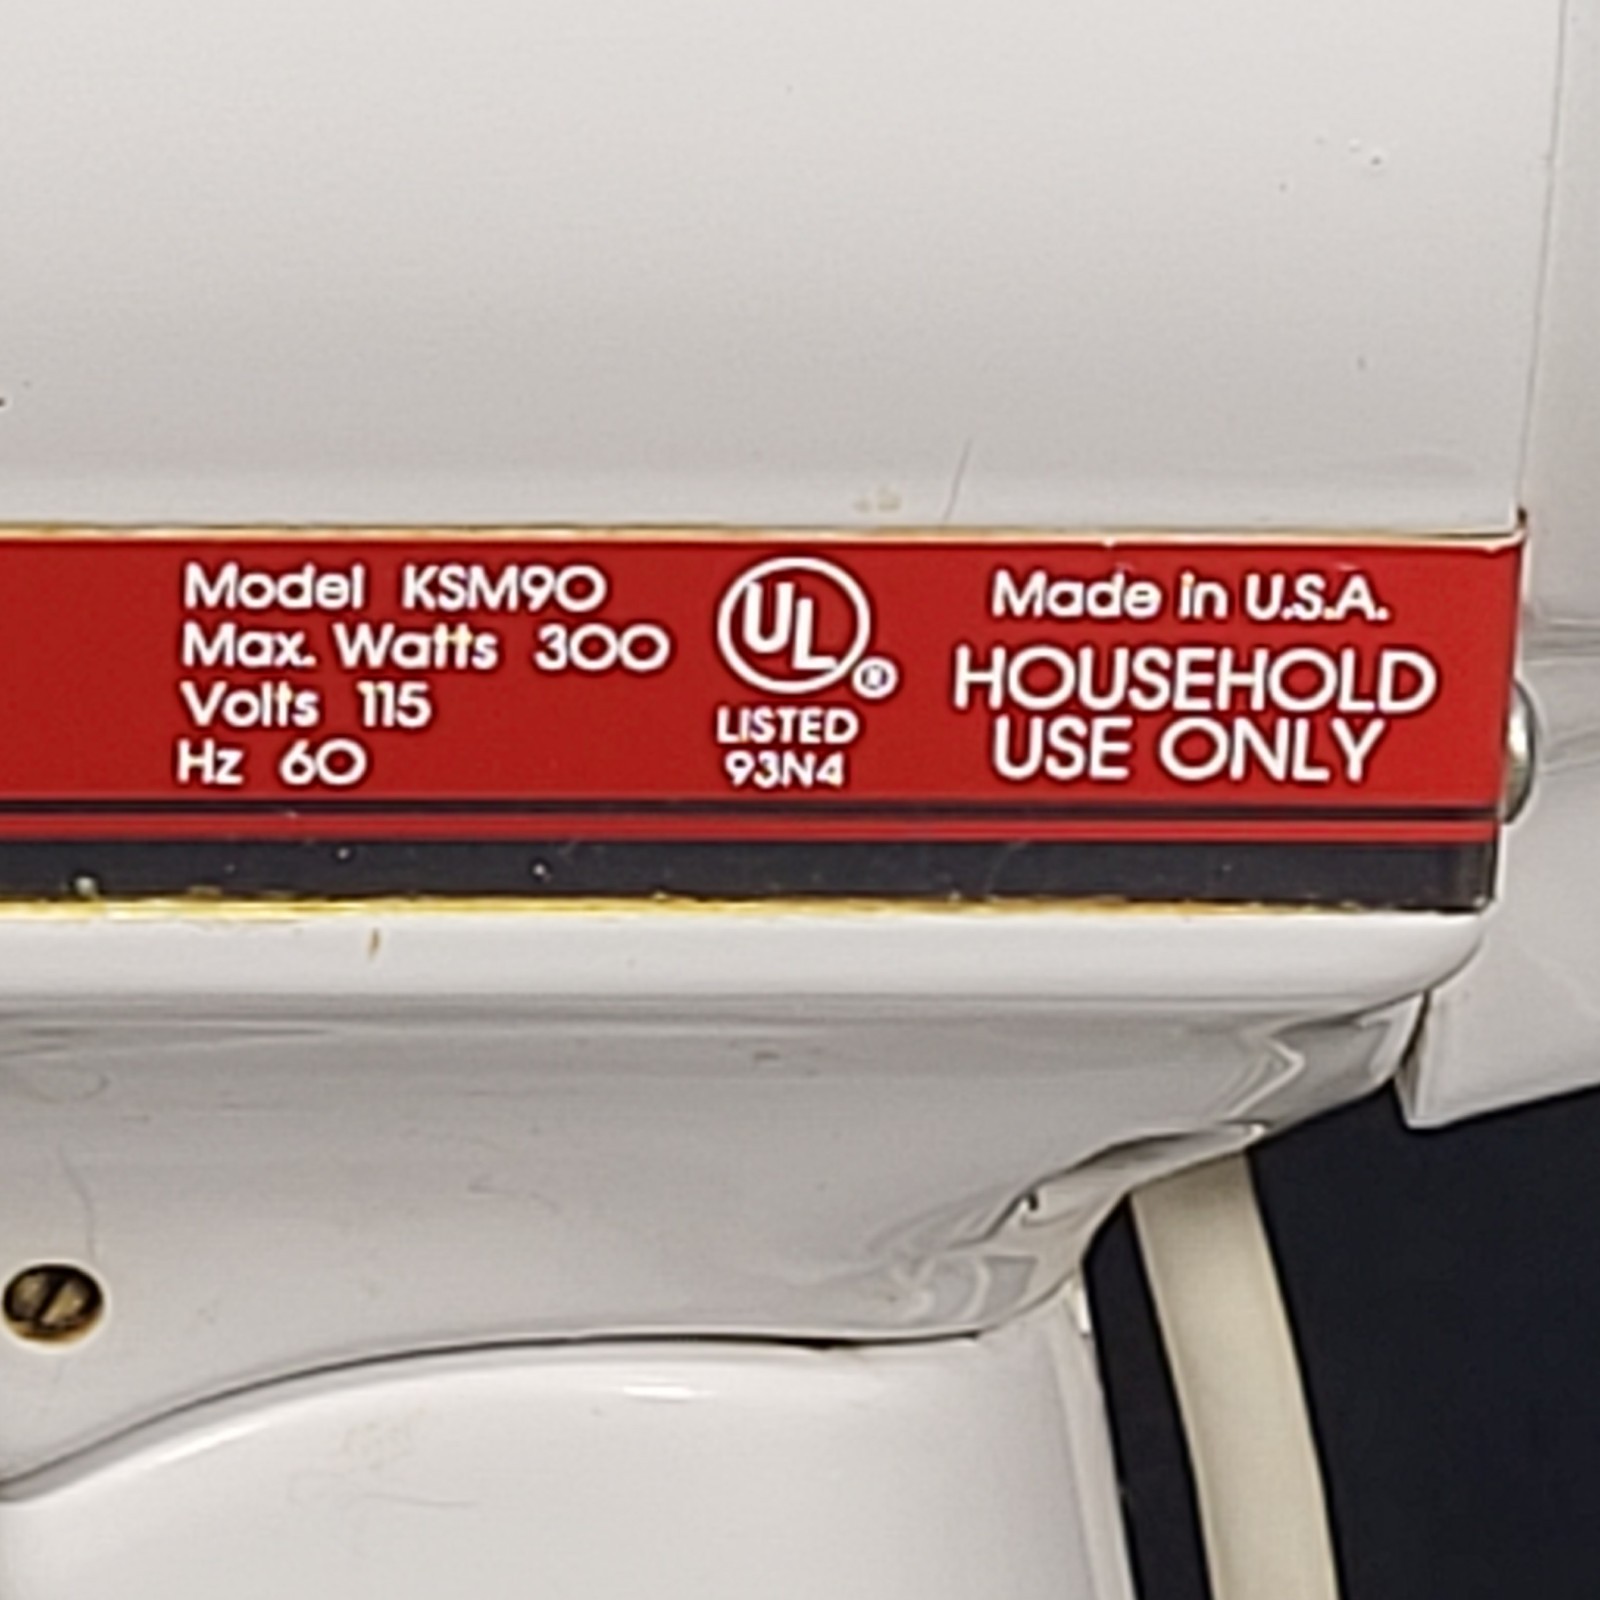 Model KSM90
Max. Watts 300
Volts 115
Hz 60
UL®
LISTED
93N4
Made in U.S.A.
HOUSEHOLD
USE ONLY